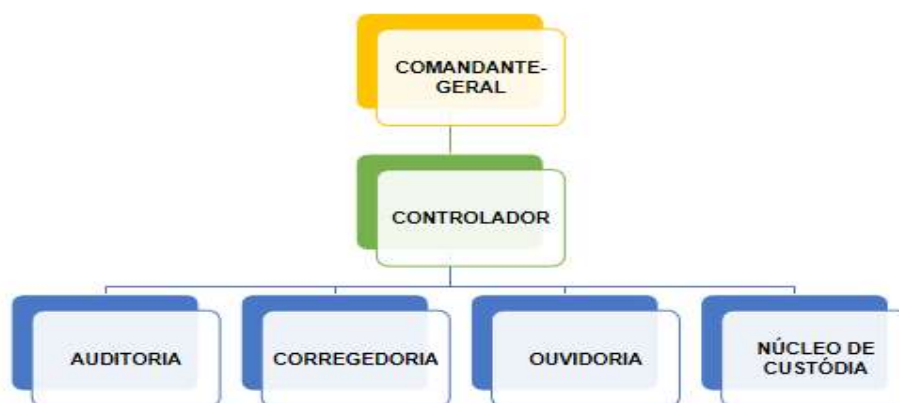 COMANDANTE-
GERAL
CONTROLADOR
AUDITORIA
CORREGEDORIA
OUVIDORIA
NÚCLEO DE
CUSTÓDIA